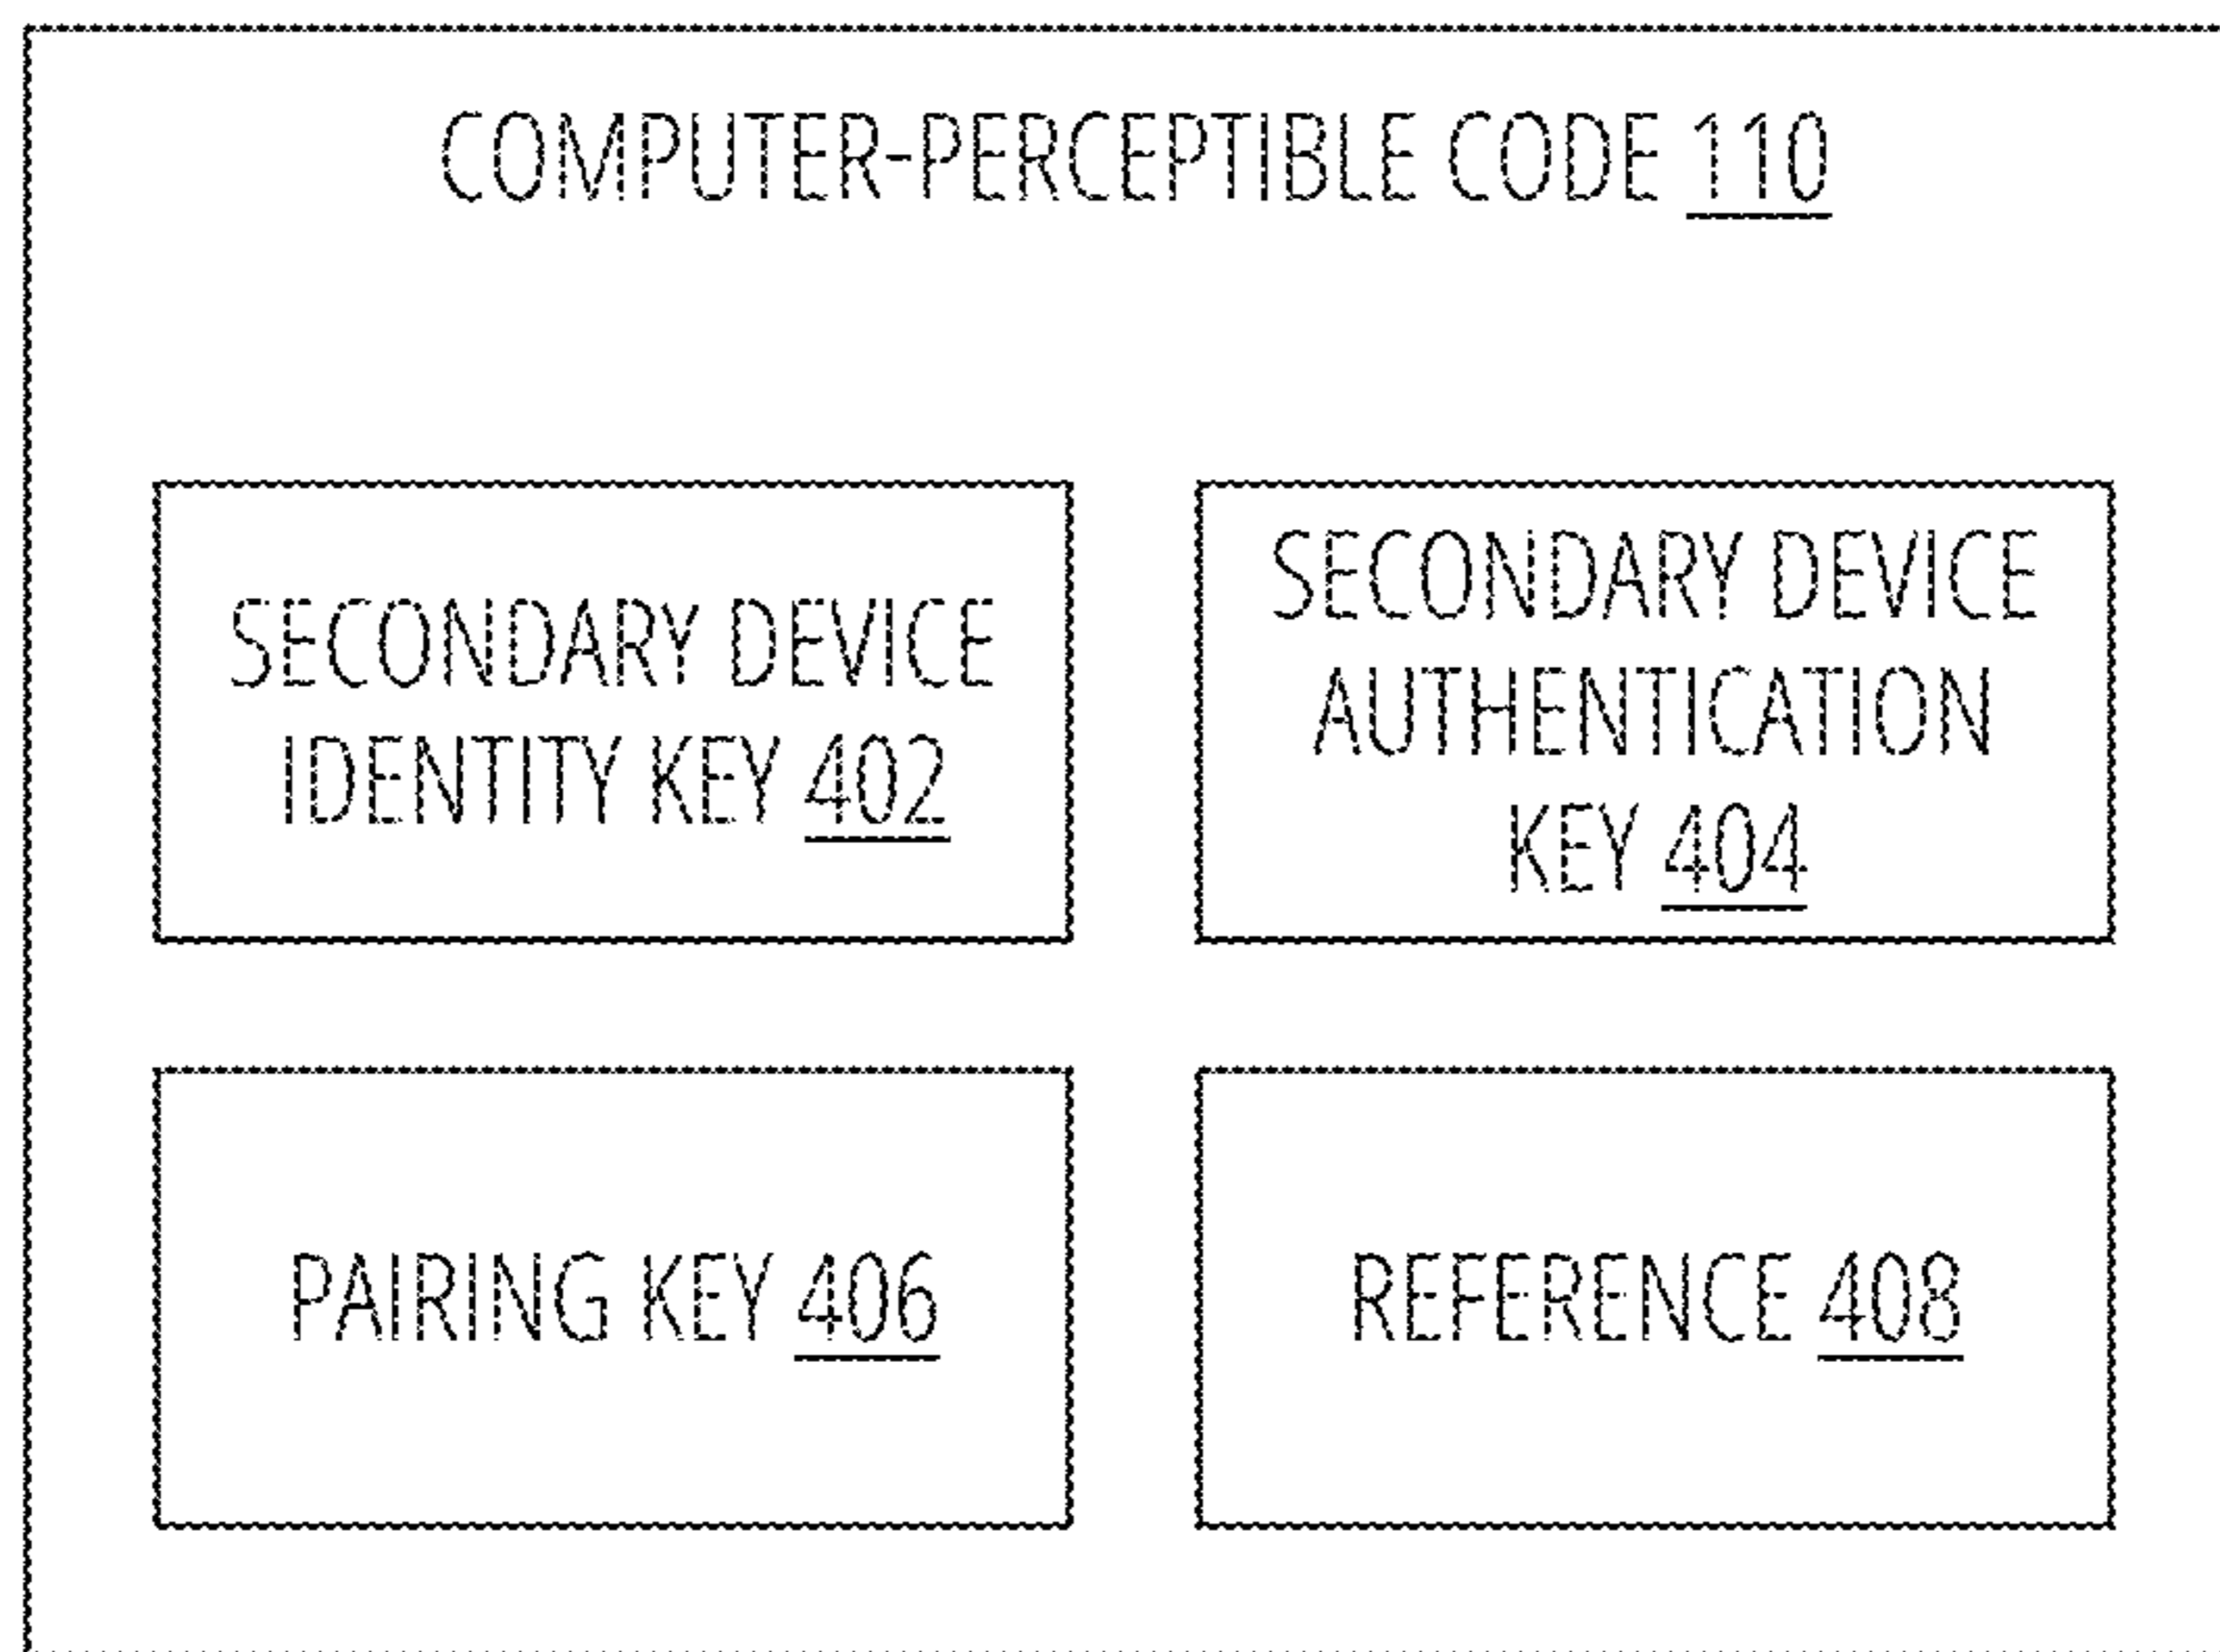 COMPUTER-PERCEPTIBLE CODE 110
SECONDARY DEVICE
IDENTITY KEY 402
SECONDARY DEVICE
AUTHENTICATION
KEY 404
PAIRING KEY 406
REFERENCE 408